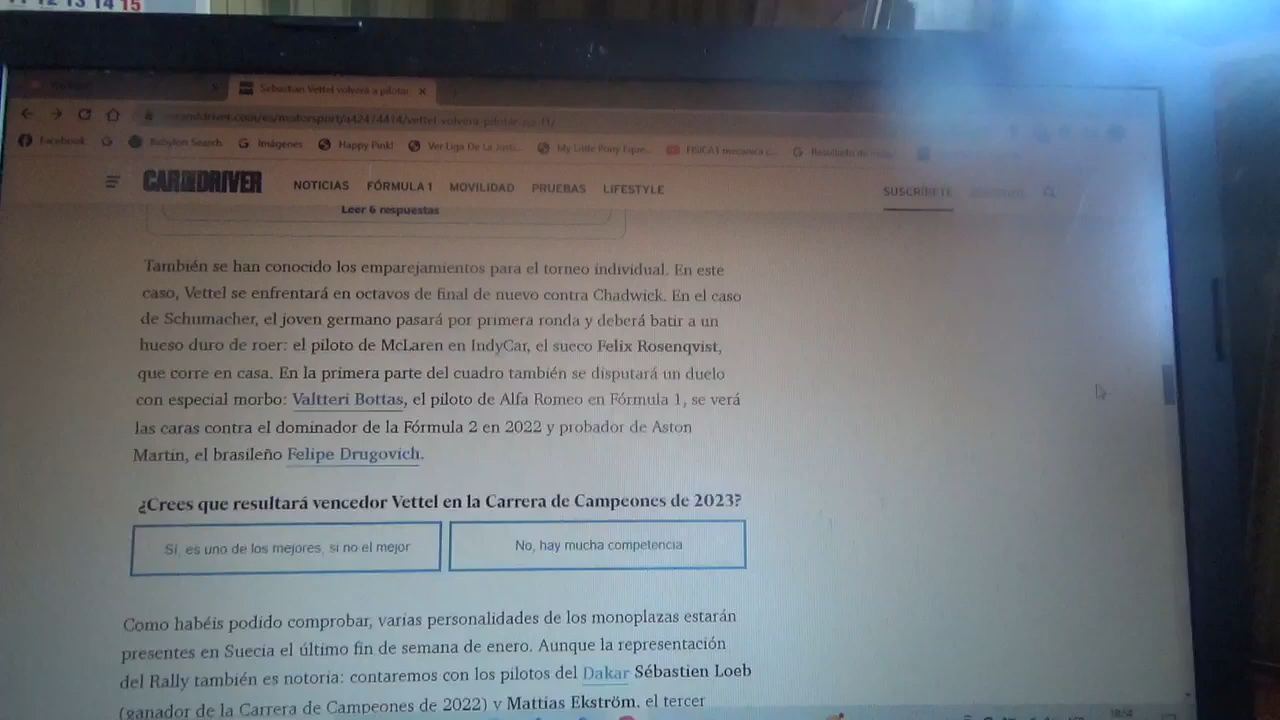 12 13 14 15
Sebastian Vettel volverá a pilotar
Facebook
Babylon Search
Imágenes
Happy Pink!
Ver Liga De La Justi...
My Little Pony
CAR AND DRIVER
NOTICIAS FÓRMULA 1 MOVILIDAD PRUEBAS LIFESTYLE
SUSCRÍBETE
Leer 6 respuestas
También se han conocido los emparejamientos para el torneo individual. En este
caso, Vettel se enfrentará en octavos de final de nuevo contra Chadwick. En el caso
de Schumacher, el joven germano pasará por primera ronda y deberá batir a un
hueso duro de roer: el piloto de McLaren en IndyCar, el sueco Felix Rosenqvist,
que corre en casa. En la primera parte del cuadro también se disputará un duelo
con especial morbo: Valtteri Bottas, el piloto de Alfa Romeo en Fórmula 1, se verá
las caras contra el dominador de la Fórmula 2 en 2022 y probador de Aston
Martin, el brasileño Felipe Drugovich.
¿Crees que resultará vencedor Vettel en la Carrera de Campeones de 2023?
Sí, es uno de los mejores, si no el mejor
No, hay mucha competencia
Como habéis podido comprobar, varias personalidades de los monoplazas estarán
presentes en Suecia el último fin de semana de enero. Aunque la representación
del Rally también es notoria: contaremos con los pilotos del Dakar Sébastien Loeb
(ganador de la Carrera de Campeones de 2022) y Mattias Ekström, el tercer